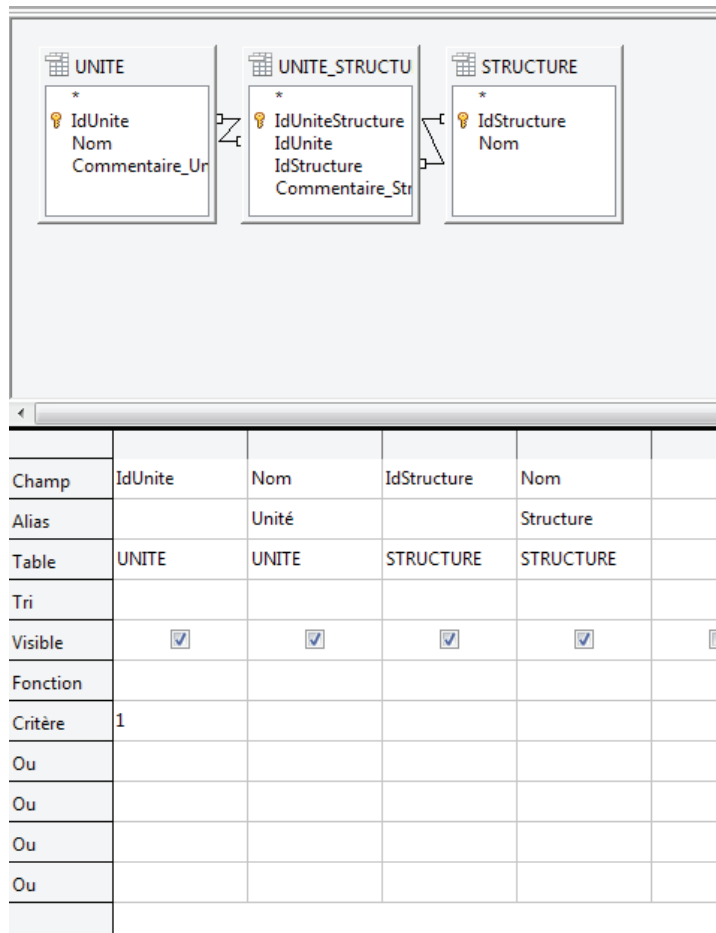 UNITE UNITE_STRUCTU STRUCTURE
* * *
IdUnite IdUniteStructure IdStructure
Nom IdUnite Nom
Commentaire_Un IdStructure
Commentaire_Str
Champ IdUnite Nom IdStructure Nom
Alias Unité Structure
Table UNITE UNITE STRUCTURE STRUCTURE
Tri
Visible
Fonction
Critère 1
Ou
Ou
Ou
Ou